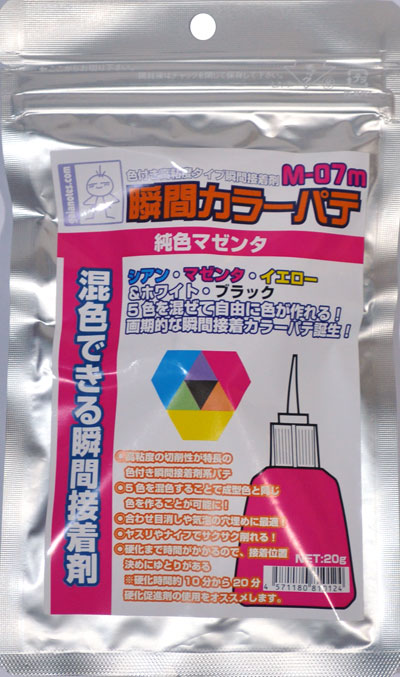 gaianotes.com
色付き高粘度タイプ瞬間接着剤
M-07m
瞬間カラーパテ
純色マゼンタ
混色できる瞬間接着剤
シアン・マゼンタ・イエロー
&ホワイト・ブラック
5色を混ぜて自由に色が作れる!
画期的な瞬間接着カラーパテ誕生!
●高粘度の切削性が特長の
色付き瞬間接着剤系パテ
●5色を混色することで成型色と同じ
色を作ることが可能に!
●合わせ目消しや気泡の穴埋めに最適!
●ヤスリやナイフでサクサク削れる!
●硬化まで時間がかかるので、接着位置
決めにゆとりがある
※硬化時間約10分から20分
硬化促進剤の使用をオススメします。
NET:20g
4 571180 810124